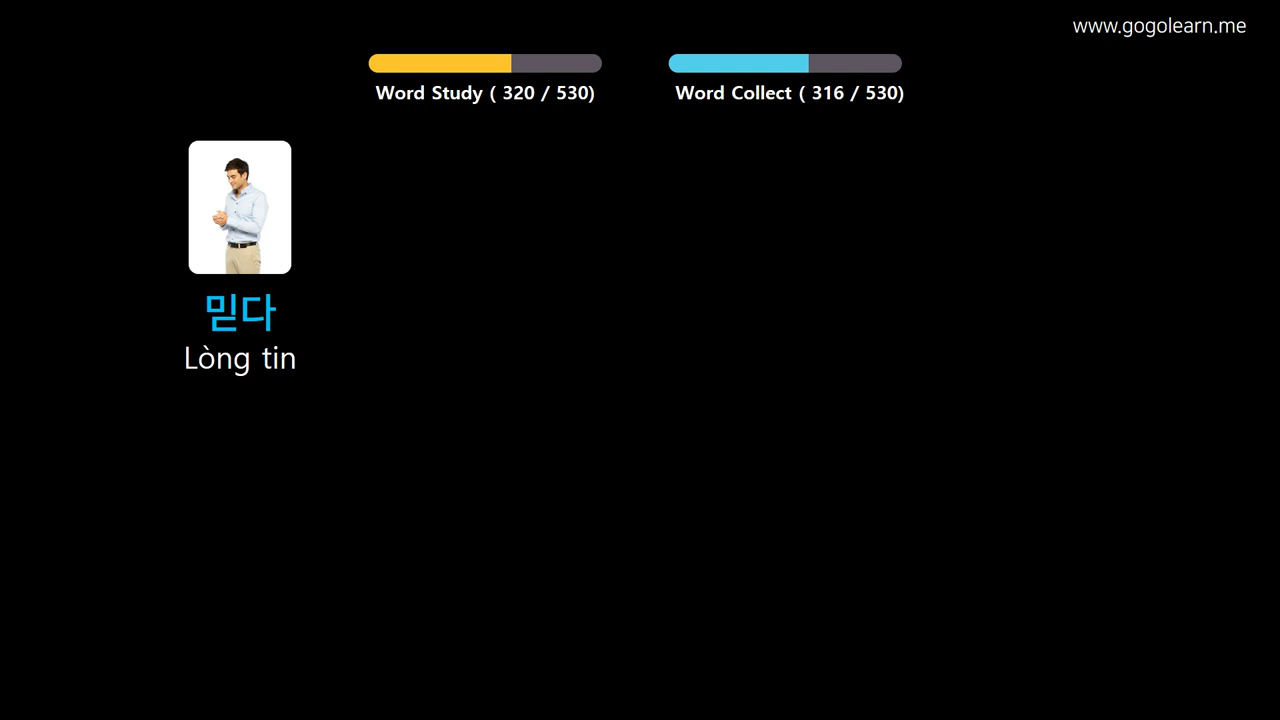 www.gogolearn.me
Word Study ( 320 / 530)
Word Collect ( 316 / 530)
믿다
Lòng tin